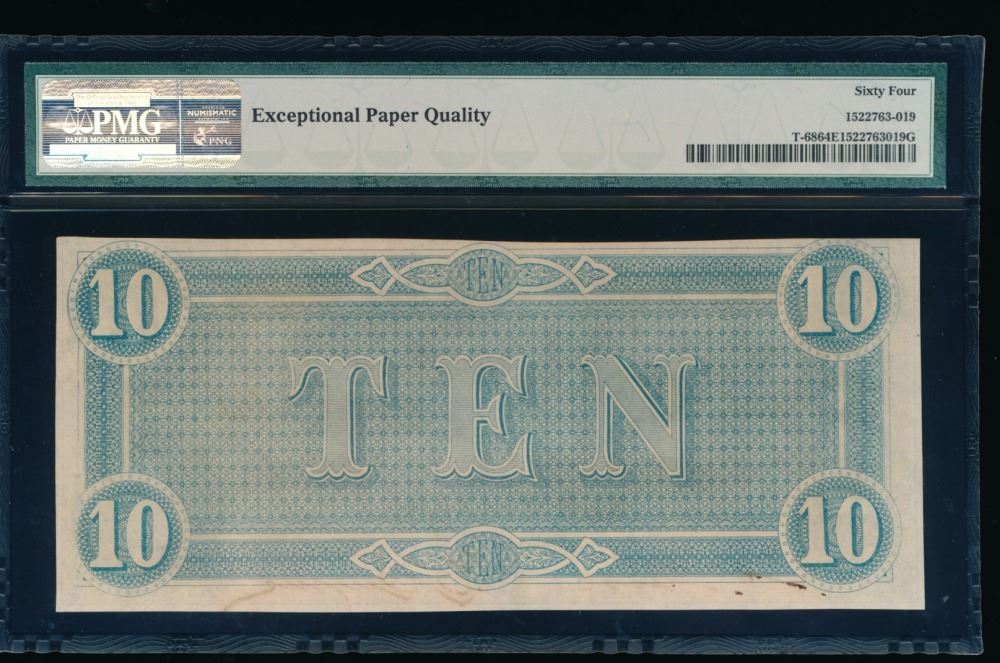 PMG
PAPER MONEY GUARANTY
NUMISMATIC
PNG
Exceptional Paper Quality
Sixty Four
1522763-019
T-6864E1522763019G
10 TEN 10
TEN
10 TEN 10